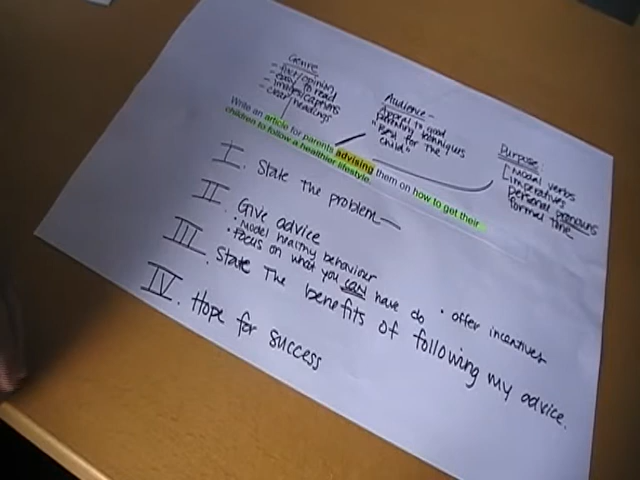 Genre
- fact/opinion
- easy to read
- images/captions
- clear headings
Audience -
Appeal to good
parenting techniques
"Best for the
child"
Purpose:
Modal verbs
imperatives
personal pronouns
formal tone
Write an article for parents advising them on how to get their
children to follow a healthier lifestyle.
I. State the problem
II. Give advice
• Model healthy behaviour
• Focus on what you CAN have do • offer incentives
III. State the benefits of following my advice.
IV. Hope for success